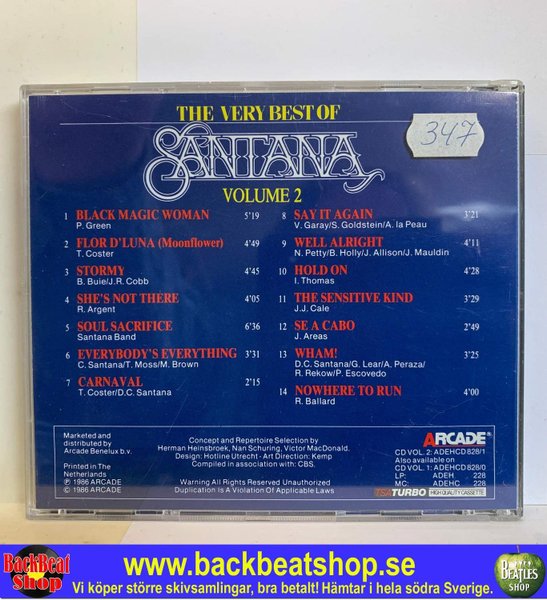 THE VERY BEST OF
SANTANA
VOLUME 2
347
1 BLACK MAGIC WOMAN 5'19
P. Green
2 FLOR D'LUNA (Moonflower) 4'49
T. Coster
3 STORMY 4'45
B. Buie/J.R. Cobb
4 SHE'S NOT THERE 4'05
R. Argent
5 SOUL SACRIFICE 6'36
Santana Band
6 EVERYBODY'S EVERYTHING 3'31
C. Santana/T. Moss/M. Brown
7 CARNAVAL 2'15
T. Coster/D.C. Santana
8 SAY IT AGAIN 3'21
V. Garay/S. Goldstein/A. la Peau
9 WELL ALRIGHT 4'11
N. Petty/B. Holly/J. Allison/J. Mauldin
10 HOLD ON 4'28
I. Thomas
11 THE SENSITIVE KIND 3'29
J.J. Cale
12 SE A CABO 2'49
J. Areas
13 WHAM! 3'25
D.C. Santana/G. Lear/A. Peraza/
R. Rekow/P. Escovedo
14 NOWHERE TO RUN 4'00
R. Ballard
Marketed and
distributed by
Arcade Benelux b.v.
Printed in The
Netherlands
℗ 1986 ARCADE
© 1986 ARCADE
Concept and Repertoire Selection by
Herman Heinsbroek, Nan Schuring, Victor MacDonald.
Design: Hotline Utrecht - Art Direction: Kemp
Compiled in association with: CBS.
Warning All Rights Reserved Unauthorized
Duplication Is A Violation Of Applicable Laws
ARCADE
CD VOL. 2: ADEHCD 828/1
Also available on
CD VOL. 1: ADEHCD 828/0
LP: ADEH 228
MC: ADEHC 228
TSA TURBO HIGH QUALITY CASSETTE
BackBeat
Shop
www.backbeatshop.se
Vi köper större skivsamlingar, bra betalt! Hämtar i hela södra Sverige.
THE
BEATLES
SHOP